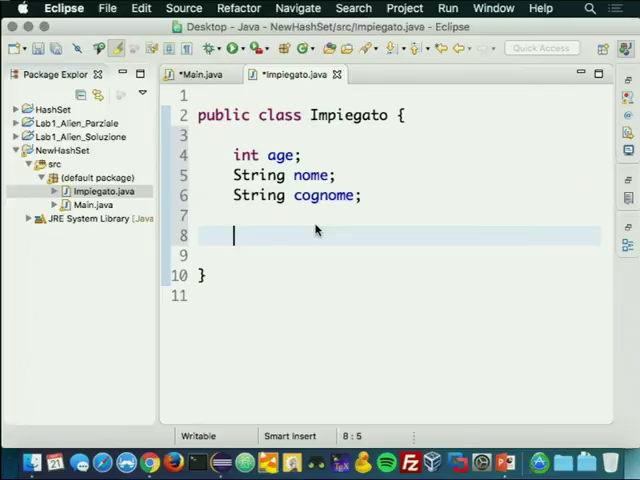 Eclipse File Edit Source Refactor Navigate Search Project Run Window Help
Desktop - Java - NewHashSet/src/Impiegato.java - Eclipse
Quick Access
Package Explor
*Main.java
*Impiegato.java
HashSet
Lab1_Alien_Parziale
Lab1_Alien_Soluzione
NewHashSet
src
(default package)
Impiegato.java
Main.java
JRE System Library [JavaSE
1
2 public class Impiegato {
3
4 int age;
5 String nome;
6 String cognome;
7
8
9
10 }
11
Writable Smart Insert 8 : 5